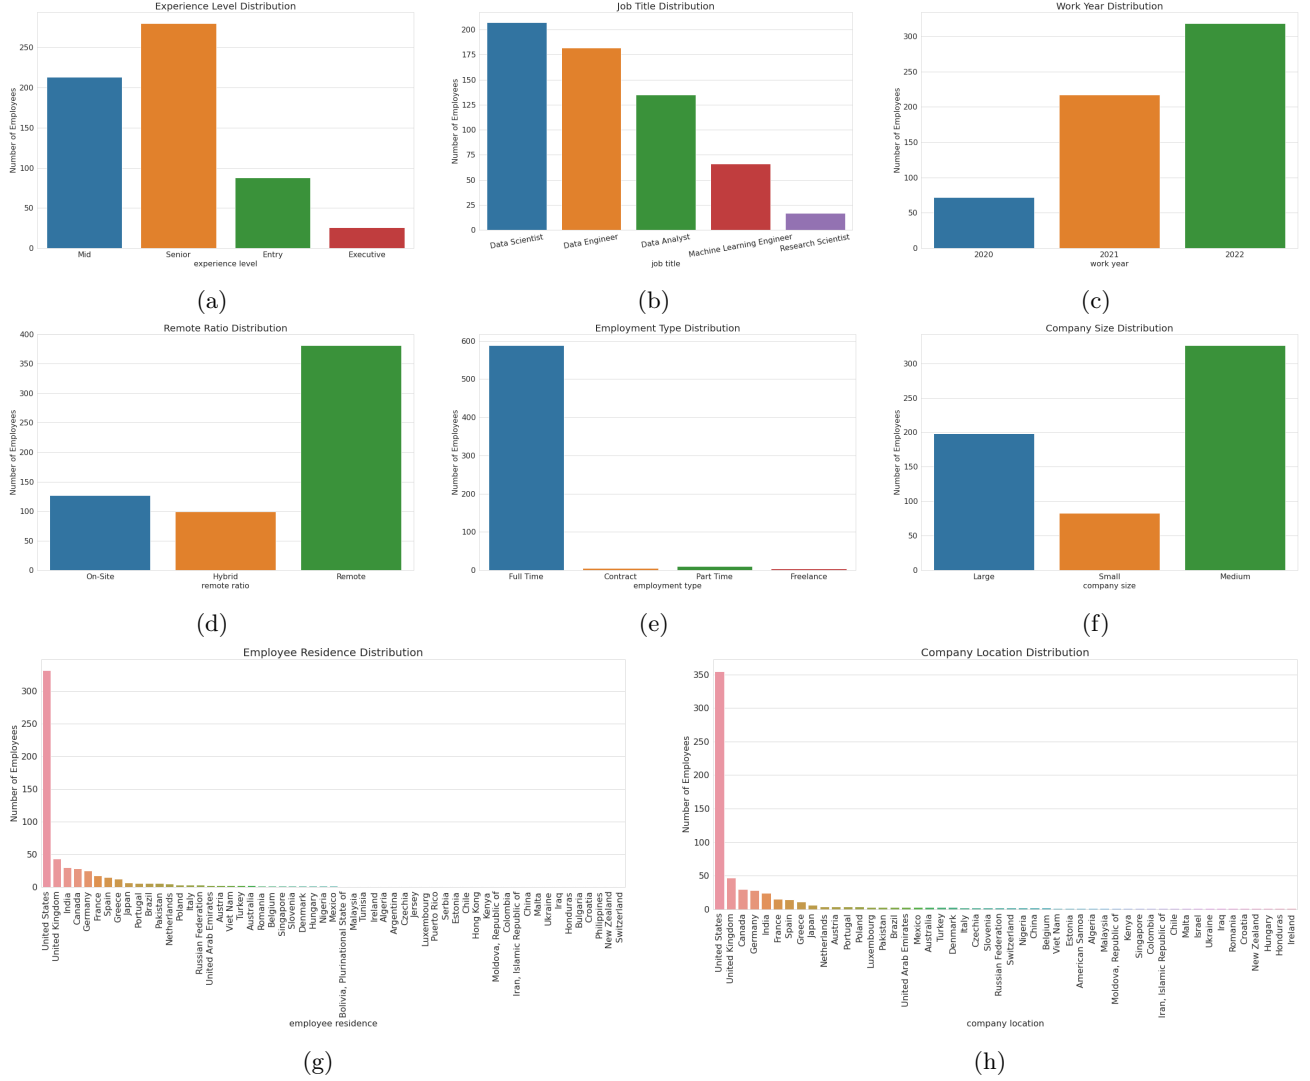 Experience Level Distribution
Number of Employees
250
200
150
100
50
0
Mid Senior Entry Executive
experience level
(a)
Job Title Distribution
Number of Employees
200
175
150
125
100
75
50
25
0
Data Scientist Data Engineer Data Analyst Machine Learning Engineer Research Scientist
job title
(b)
Work Year Distribution
Number of Employees
300
250
200
150
100
50
0
2020 2021 2022
work year
(c)
Remote Ratio Distribution
Number of Employees
400
350
300
250
200
150
100
50
0
On-Site Hybrid Remote
remote ratio
(d)
Employment Type Distribution
Number of Employees
600
500
400
300
200
100
0
Full Time Contract Part Time Freelance
employment type
(e)
Company Size Distribution
Number of Employees
300
250
200
150
100
50
0
Large Small Medium
company size
(f)
Employee Residence Distribution
Number of Employees
300
250
200
150
100
50
0
United States
United Kingdom
India
Canada
Germany
France
Spain
Greece
Japan
Portugal
Brazil
Pakistan
Netherlands
Poland
Italy
Russian Federation
United Arab Emirates
Austria
Viet Nam
Turkey
Australia
Romania
Belgium
Singapore
Slovenia
Denmark
Hungary
Nigeria
Mexico
Bolivia, Plurinational State of
Malaysia
Tunisia
Ireland
Algeria
Argentina
Czechia
Jersey
Luxembourg
Puerto Rico
Serbia
Estonia
Chile
Hong Kong
Kenya
Moldova, Republic of
Colombia
Iran, Islamic Republic of
China
Malta
Ukraine
Iraq
Honduras
Bulgaria
Croatia
Philippines
New Zealand
Switzerland
employee residence
(g)
Company Location Distribution
Number of Employees
350
300
250
200
150
100
50
0
United States
United Kingdom
Canada
Germany
India
France
Spain
Greece
Japan
Netherlands
Austria
Portugal
Poland
Luxembourg
Pakistan
Brazil
United Arab Emirates
Mexico
Australia
Turkey
Denmark
Italy
Czechia
Slovenia
Russian Federation
Switzerland
Nigeria
China
Belgium
Viet Nam
Estonia
American Samoa
Algeria
Malaysia
Moldova, Republic of
Kenya
Singapore
Colombia
Iran, Islamic Republic of
Chile
Malta
Israel
Ukraine
Iraq
Romania
Croatia
New Zealand
Hungary
Honduras
Ireland
company location
(h)